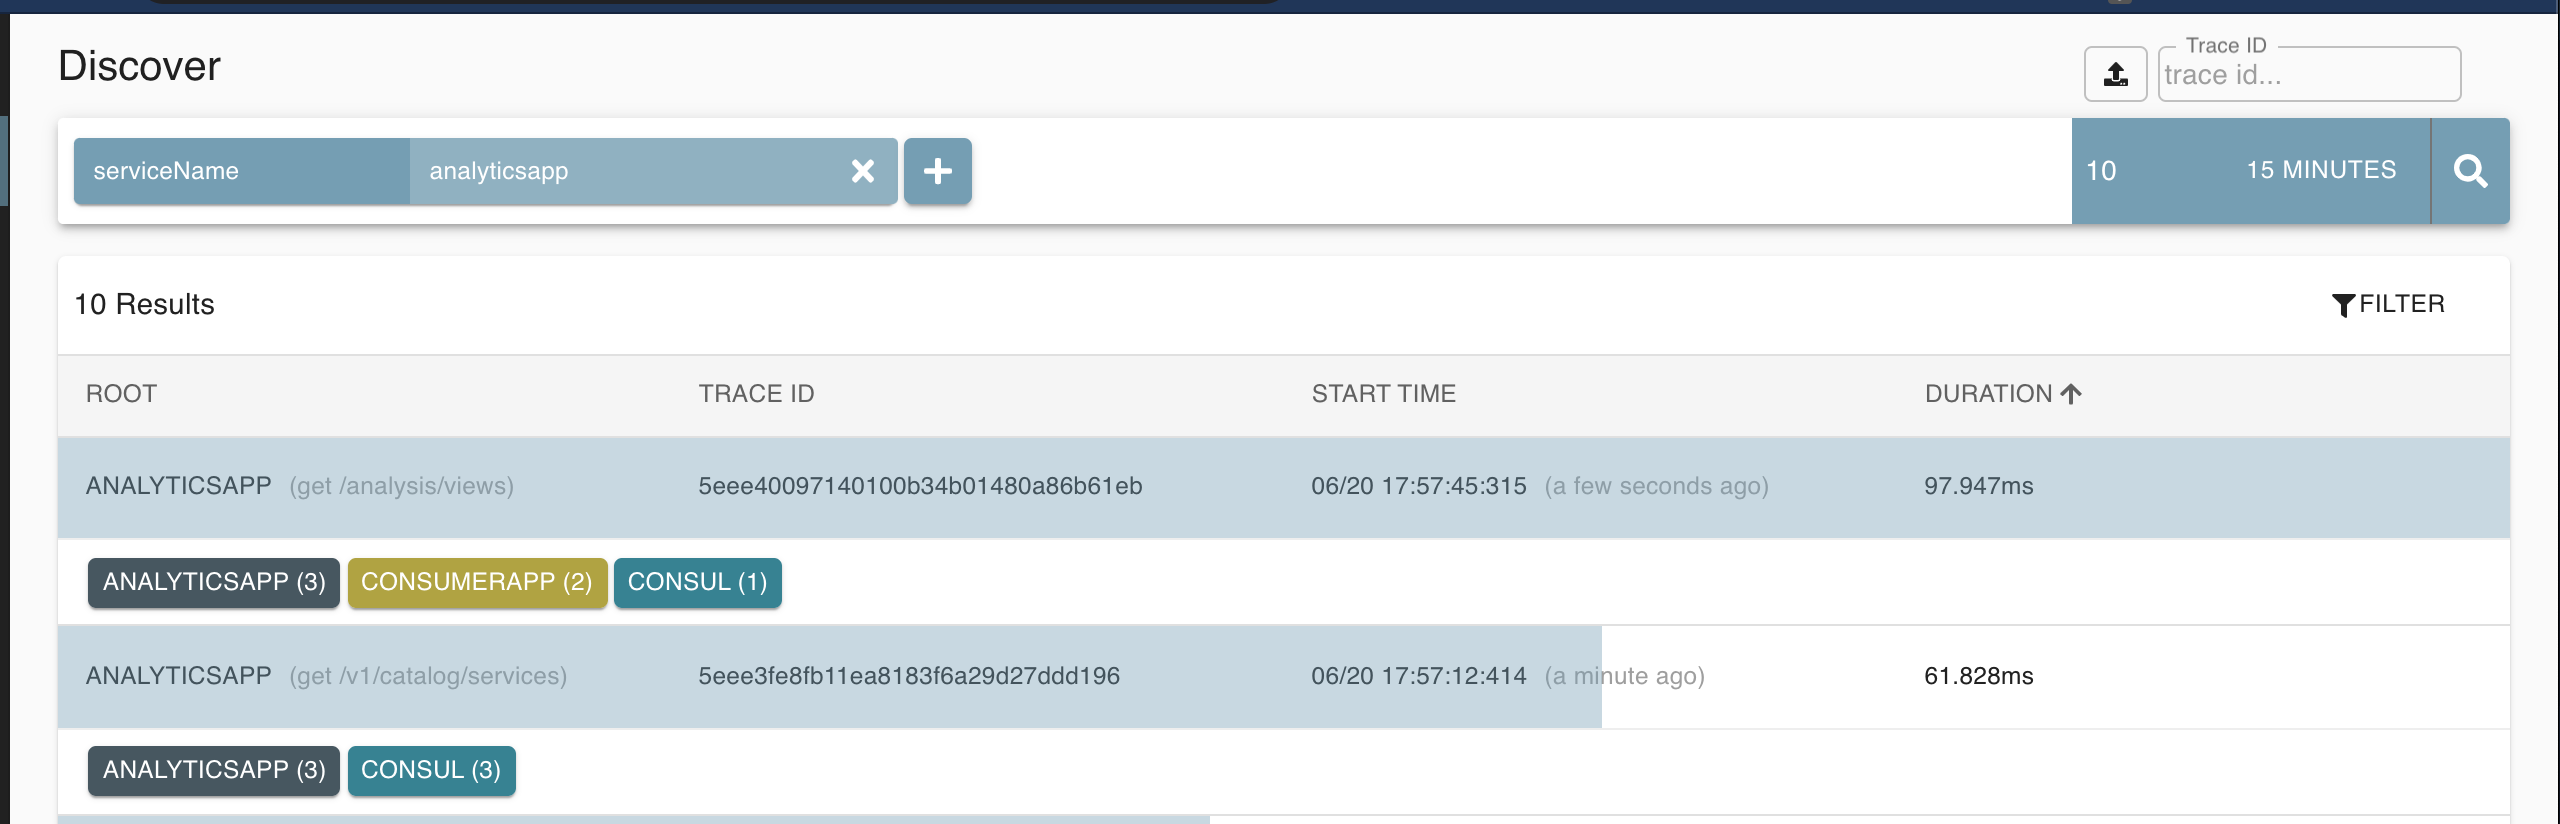 Discover
Trace ID
trace id...
serviceName analyticsapp 10 15 MINUTES
10 Results FILTER
ROOT TRACE ID START TIME DURATION
ANALYTICSAPP (get /analysis/views) 5eee40097140100b34b01480a86b61eb 06/20 17:57:45:315 (a few seconds ago) 97.947ms
ANALYTICSAPP (3) CONSUMERAPP (2) CONSUL (1)
ANALYTICSAPP (get /v1/catalog/services) 5eee3fe8fb11ea8183f6a29d27ddd196 06/20 17:57:12:414 (a minute ago) 61.828ms
ANALYTICSAPP (3) CONSUL (3)